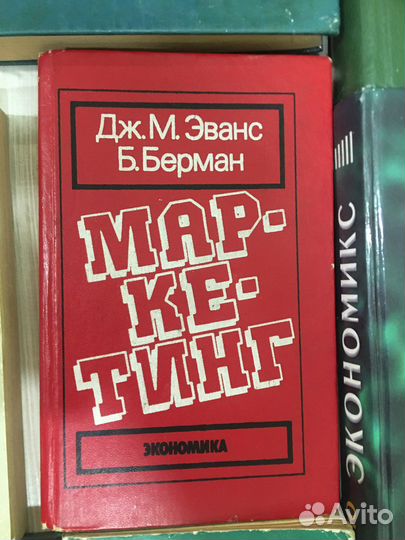 Дж. М. Эванс
Б. Берман
МАР-
КЕ-
ТИНГ
ЭКОНОМИКА
ЭКОНОМИКС
Avito